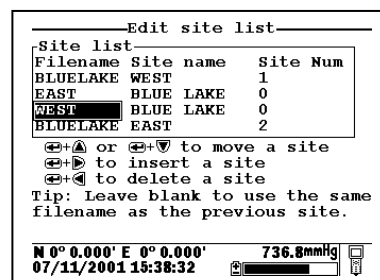 Edit site list
Site list
Filename Site name Site Num
BLUELAKE WEST 1
EAST BLUE LAKE 0
WEST BLUE LAKE 0
BLUELAKE EAST 2
+ or + to move a site
+ to insert a site
+ to delete a site
Tip: Leave blank to use the same
filename as the previous site.
N 0° 0.000' E 0° 0.000' 736.8mmHg
07/11/2001 15:38:32